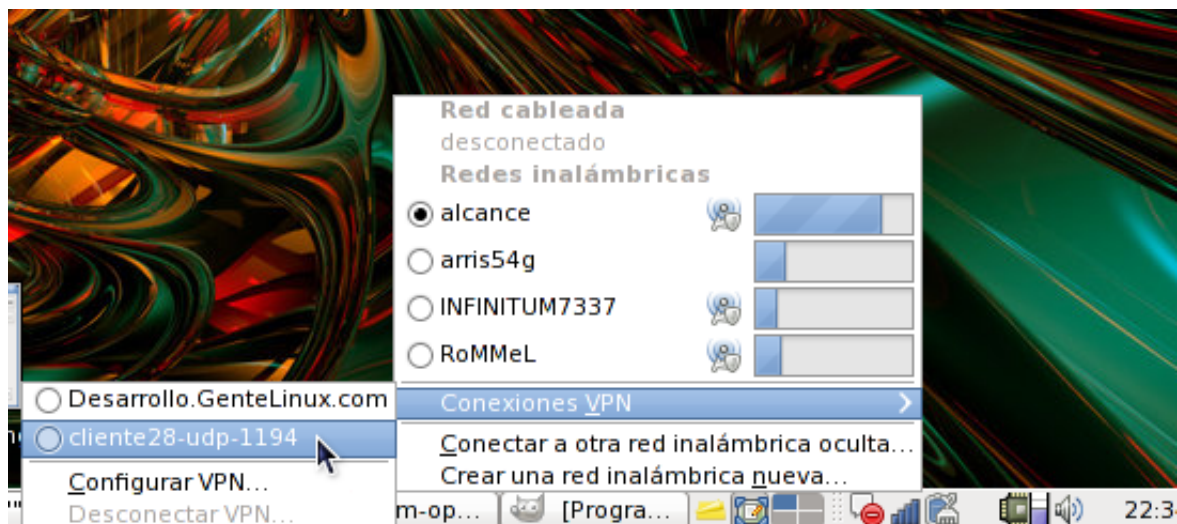 Red cableada
desconectado
Redes inalámbricas
alcance
arris54g
INFINITUM7337
RoMMeL
Conexiones VPN
Conectar a otra red inalámbrica oculta...
Crear una red inalámbrica nueva...
Desarrollo.GenteLinux.com
cliente28-udp-1194
Configurar VPN...
Desconectar VPN...
m-op...
[Progra...
22:3